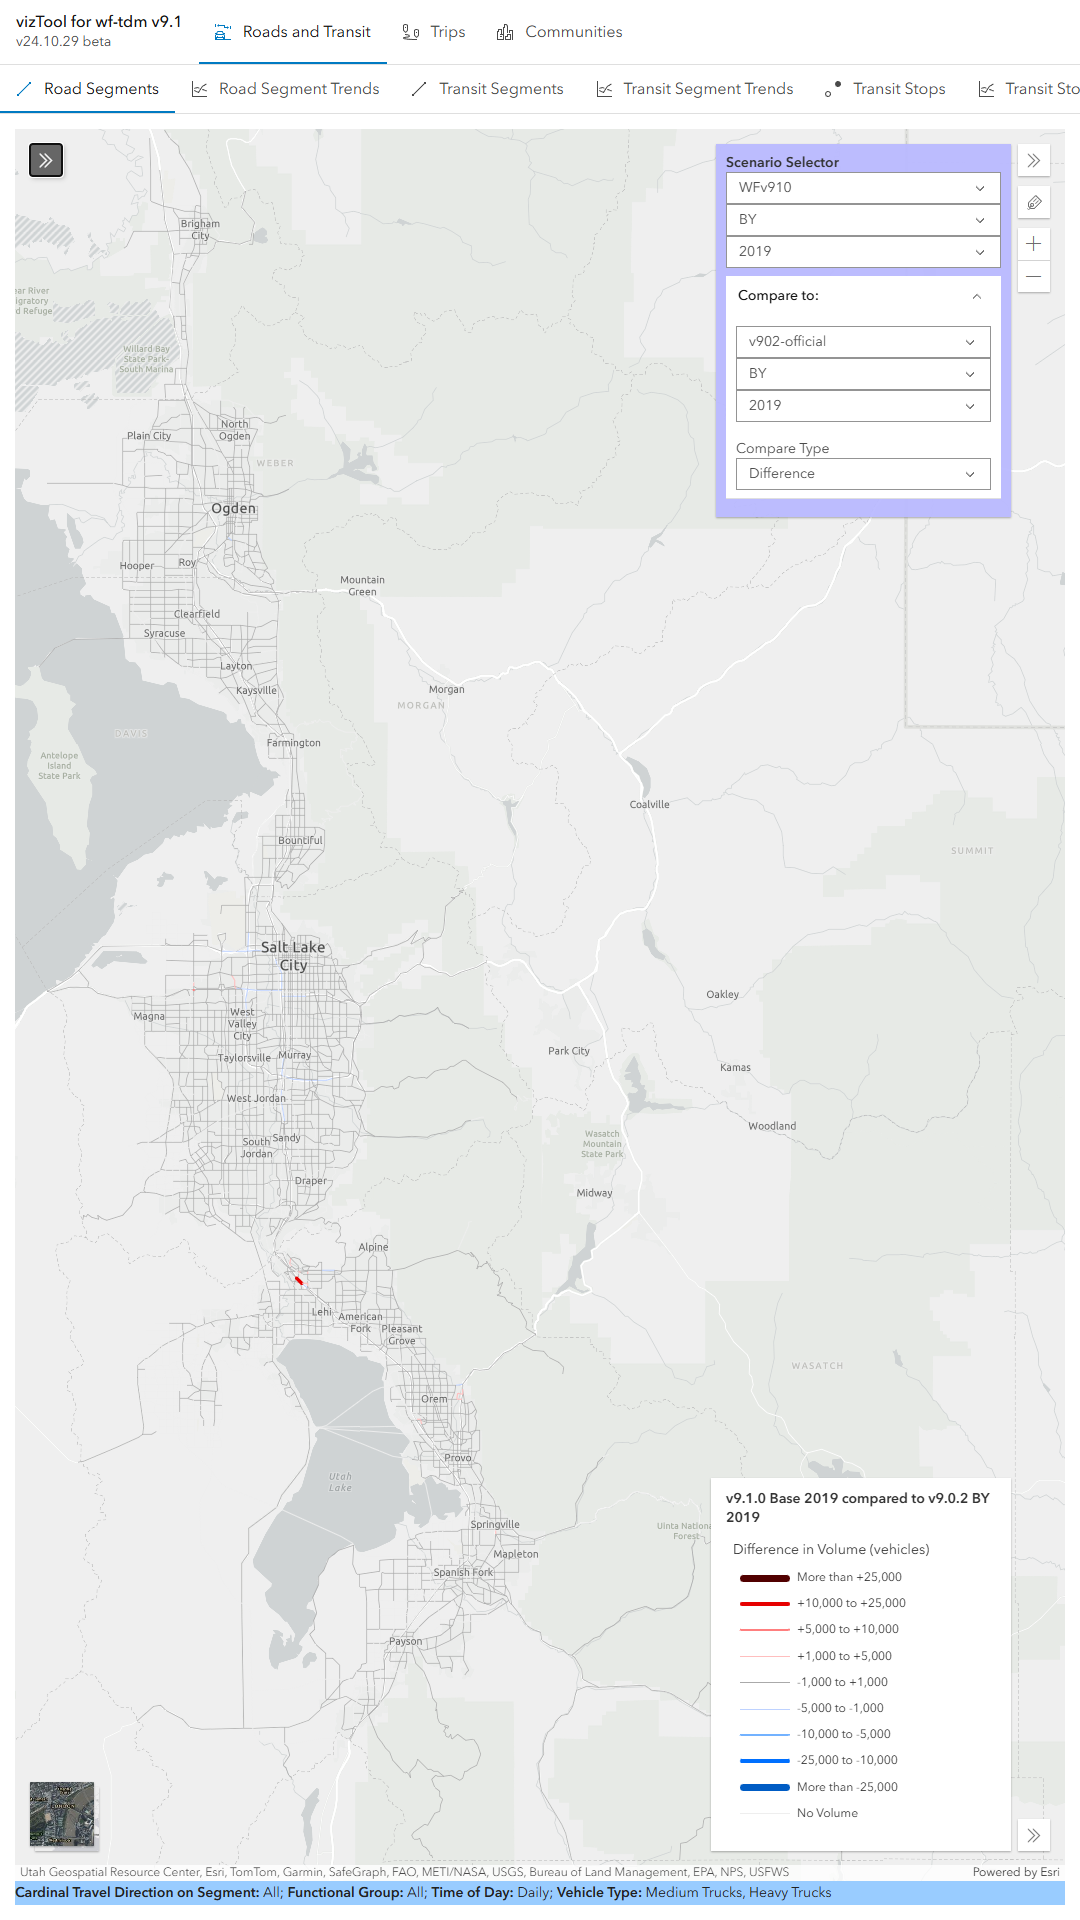 vizTool for wf-tdm v9.1
v24.10.29 beta
Roads and Transit
Trips
Communities
Road Segments
Road Segment Trends
Transit Segments
Transit Segment Trends
Transit Stops
Transit Sto
Scenario Selector
WFv910
BY
2019
Compare to:
v902-official
BY
2019
Compare Type
Difference
Brigham
City
ear River
igratory
d Refuge
Willard Bay
State Park-
South Marina
North
Ogden
Plain City
WEBER
Ogden
Hooper
Roy
Mountain
Green
Clearfield
Syracuse
Layton
Kaysville
Morgan
MORGAN
DAVIS
Farmington
Antelope
Island
State Park
Coalville
Bountiful
SUMMIT
Salt Lake
City
Oakley
Magna
West
Valley
City
Park City
Taylorsville
Murray
Kamas
West Jordan
Woodland
South
Jordan
Sandy
Wasatch
Mountain
State Park
Draper
Midway
Alpine
Lehi
American
Fork
Pleasant
Grove
WASATCH
Orem
Provo
Utah
Lake
Springville
Uinta Nationa
Forest
Mapleton
Spanish Fork
Payson
v9.1.0 Base 2019 compared to v9.0.2 BY
2019
Difference in Volume (vehicles)
More than +25,000
+10,000 to +25,000
+5,000 to +10,000
+1,000 to +5,000
-1,000 to +1,000
-5,000 to -1,000
-10,000 to -5,000
-25,000 to -10,000
More than -25,000
No Volume
Utah Geospatial Resource Center, Esri, TomTom, Garmin, SafeGraph, FAO, METI/NASA, USGS, Bureau of Land Management, EPA, NPS, USFWS
Powered by Esri
Cardinal Travel Direction on Segment: All; Functional Group: All; Time of Day: Daily; Vehicle Type: Medium Trucks, Heavy Trucks